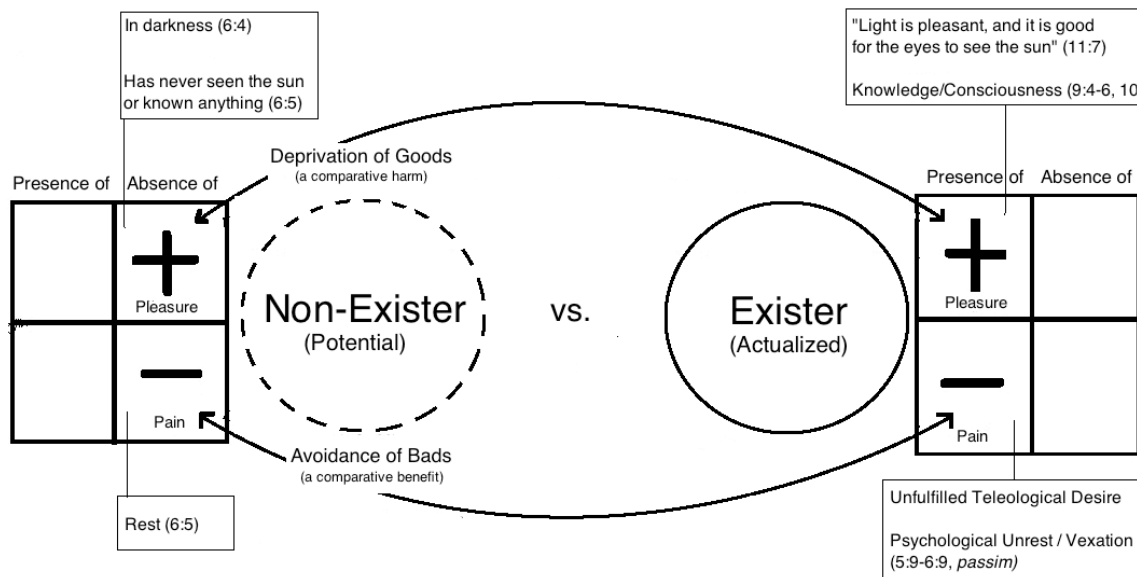 In darkness (6:4)
Has never seen the sun
or known anything (6:5)
"Light is pleasant, and it is good
for the eyes to see the sun" (11:7)
Knowledge/Consciousness (9:4-6, 10
Deprivation of Goods
(a comparative harm)
Presence of
Absence of
Presence of
Absence of
+
Pleasure
Non-Exister
(Potential)
vs.
Exister
(Actualized)
+
Pleasure
−
Pain
−
Pain
Avoidance of Bads
(a comparative benefit)
Rest (6:5)
Unfulfilled Teleological Desire
Psychological Unrest / Vexation
(5:9-6:9, passim)